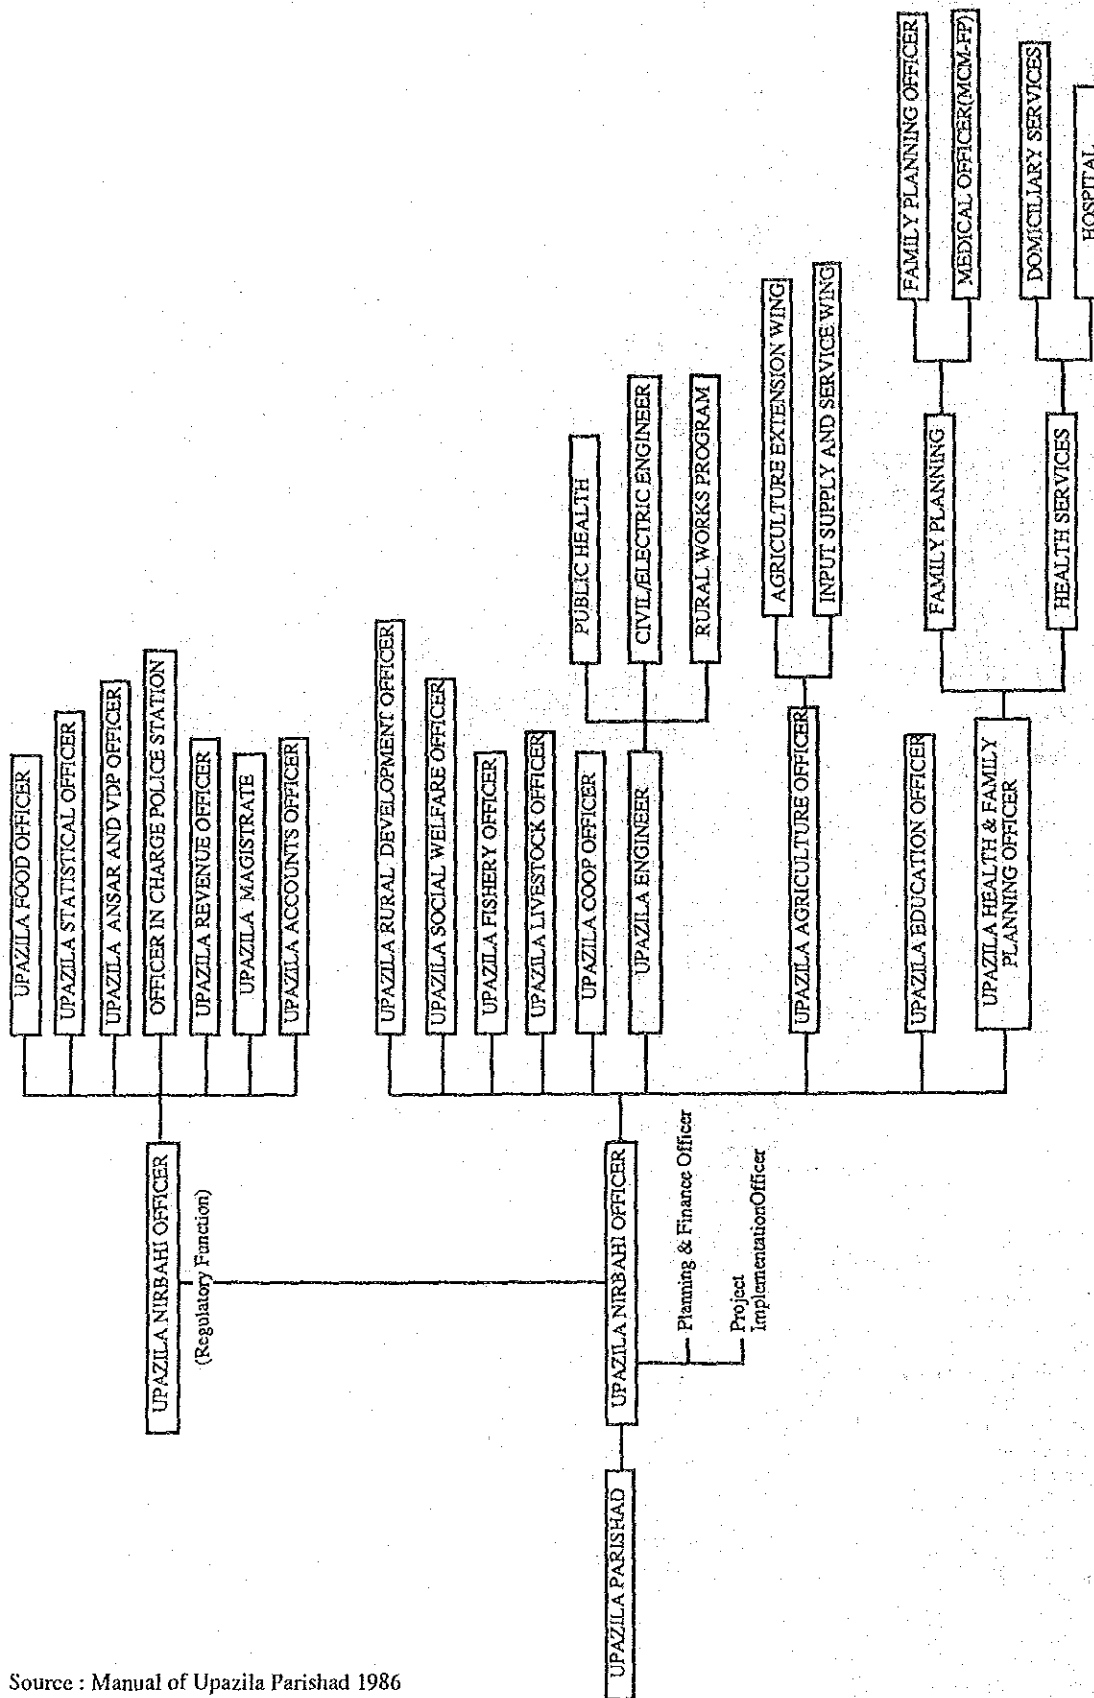 UPAZILA FOOD OFFICER
UPAZILA STATISTICAL OFFICER
UPAZILA ANSAR AND VDP OFFICER
OFFICER IN CHARGE POLICE STATION
UPAZILA REVENUE OFFICER
UPAZILA MAGISTRATE
UPAZILA ACCOUNTS OFFICER
UPAZILA NIRBAHI OFFICER
(Regulatory Function)
UPAZILA RURAL DEVELOPMENT OFFICER
UPAZILA SOCIAL WELFARE OFFICER
UPAZILA FISHERY OFFICER
UPAZILA LIVESTOCK OFFICER
UPAZILA COOP OFFICER
UPAZILA ENGINEER
PUBLIC HEALTH
CIVIL/ELECTRIC ENGINEER
RURAL WORKS PROGRAM
UPAZILA PARISHAD
UPAZILA NIRBAHI OFFICER
Planning & Finance Officer
Project
ImplementationOfficer
UPAZILA AGRICULTURE OFFICER
AGRICULTURE EXTENSION WING
INPUT SUPPLY AND SERVICE WING
UPAZILA EDUCATION OFFICER
UPAZILA HEALTH & FAMILY
PLANNING OFFICER
FAMILY PLANNING
FAMILY PLANNING OFFICER
MEDICAL OFFICER(MCM-FP)
HEALTH SERVICES
DOMICILIARY SERVICES
HOSPITAL
Source : Manual of Upazila Parishad 1986